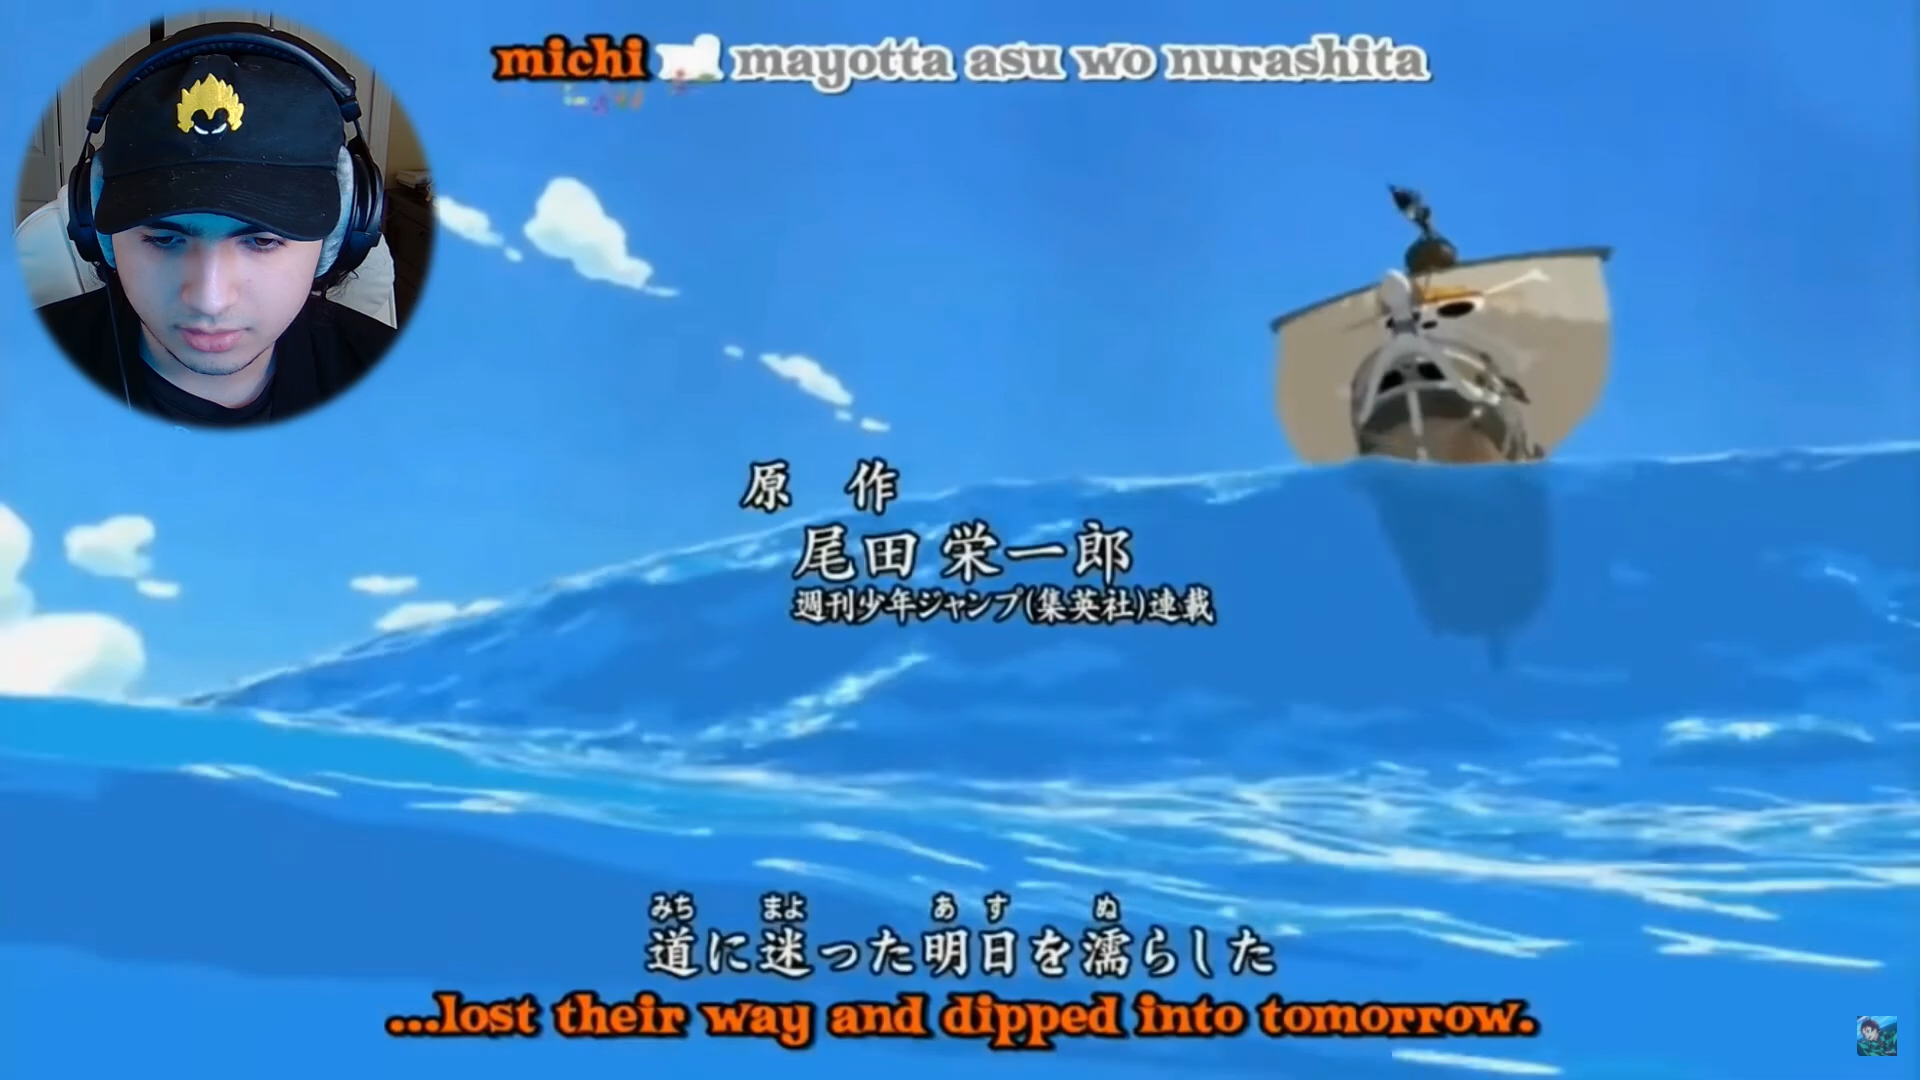 michi mayotta asu wo nurashita
原 作
尾田 栄一郎
週刊少年ジャンプ(集英社)連載
みち まよ あ す ぬ
道に迷った明日を濡らした
...lost their way and dipped into tomorrow.